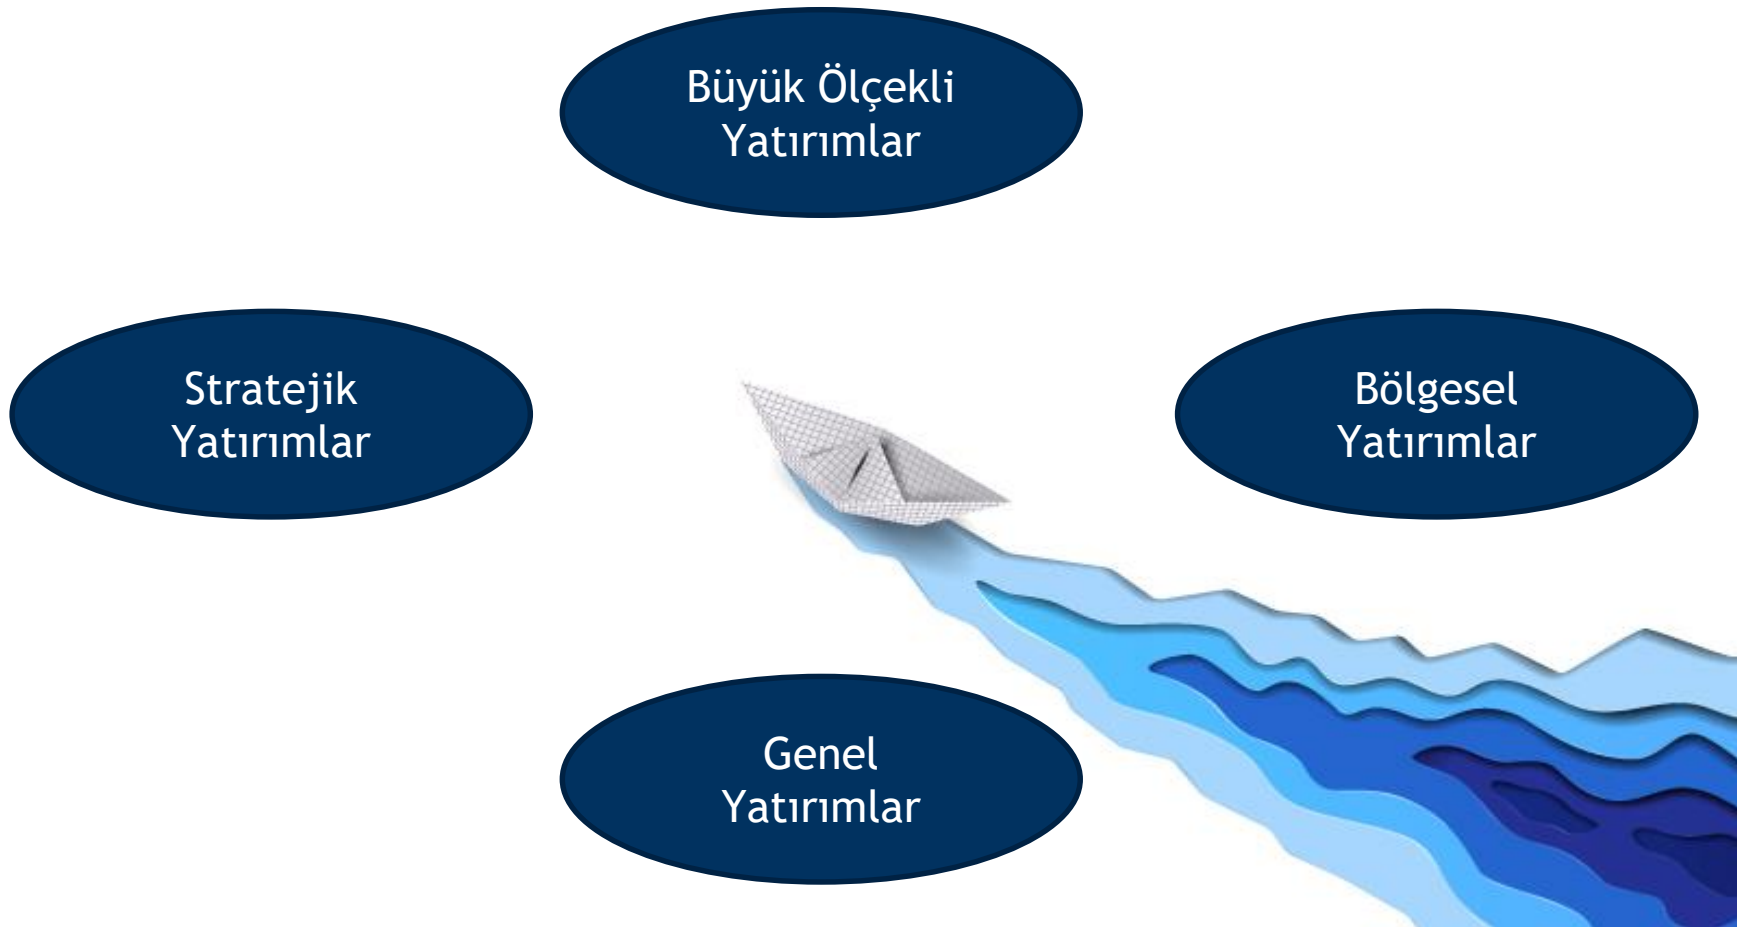 Büyük Ölçekli
Yatırımlar
Stratejik
Yatırımlar
Bölgesel
Yatırımlar
Genel
Yatırımlar